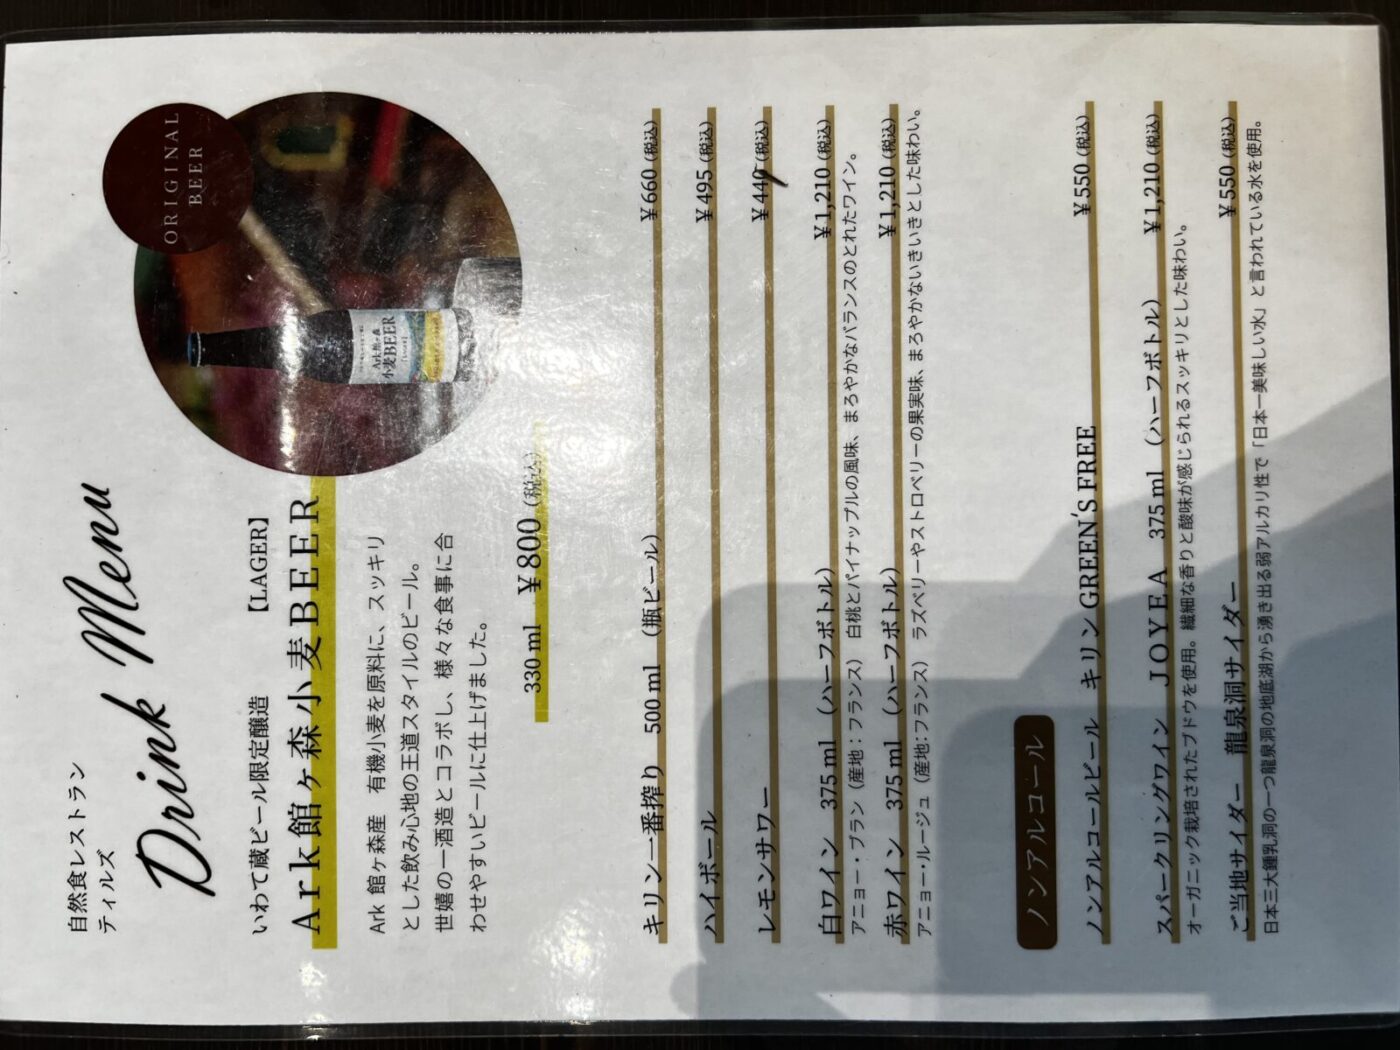 自然食レストラン
ティルズ
Drink Menu
ORIGINAL
BEER
いわて蔵ビール限定醸造 【LAGER】
Ark館ヶ森小麦BEER
Ark 館ヶ森産 有機小麦を原料に、スッキリ
とした飲み心地の王道スタイルのビール。
世嬉の一酒造とコラボし、様々な食事に合
わせやすいビールに仕上げました。
330 ml ¥800 (税込)
Ark館ヶ森
小麦BEER
キリン一番搾り 500 ml (瓶ビール) ¥660 (税込)
ハイボール ¥495 (税込)
レモンサワー ¥440 (税込)
白ワイン 375 ml (ハーフボトル) ¥1,210 (税込)
アニョー・ブラン (産地：フランス) 白桃とパイナップルの風味、まろやかなバランスのとれたワイン。
赤ワイン 375 ml (ハーフボトル) ¥1,210 (税込)
アニョー・ルージュ (産地：フランス) ラズベリーやストロベリーの果実味、まろやかないきいきとした味わい。
ノンアルコール
ノンアルコールビール キリン GREEN'S FREE ¥550 (税込)
スパークリングワイン JOYEA 375 ml (ハーフボトル) ¥1,210 (税込)
オーガニック栽培されたブドウを使用。繊細な香りと酸味が感じられるスッキリとした味わい。
ご当地サイダー 龍泉洞サイダー ¥550 (税込)
日本三大鍾乳洞の一つ龍泉洞の地底湖から湧き出る弱アルカリ性で「日本一美味しい水」と言われている水を使用。